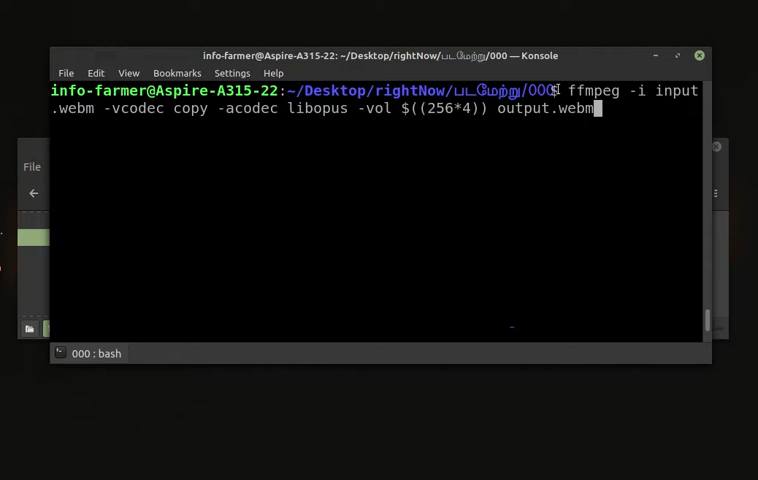 info-farmer@Aspire-A315-22: ~/Desktop/rightNow/படமேற்று/000 — Konsole
File Edit View Bookmarks Settings Help
info-farmer@Aspire-A315-22:~/Desktop/rightNow/படமேற்று/000$ ffmpeg -i input
.webm -vcodec copy -acodec libopus -vol $((256*4)) output.webm
File
000 : bash